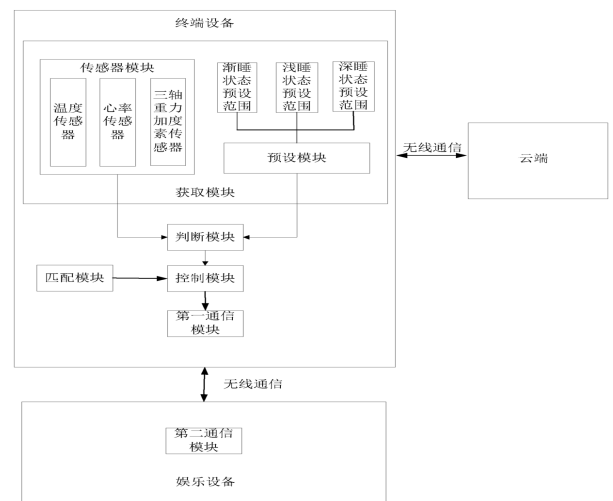 终端设备
传感器模块
温度
传感器
心率
传感器
三轴
重力
加度
素传
感器
渐睡
状态
预设
范围
浅睡
状态
预设
范围
深睡
状态
预设
范围
预设模块
获取模块
判断模块
匹配模块
控制模块
第一通信
模块
无线通信
云端
无线通信
第二通信
模块
娱乐设备